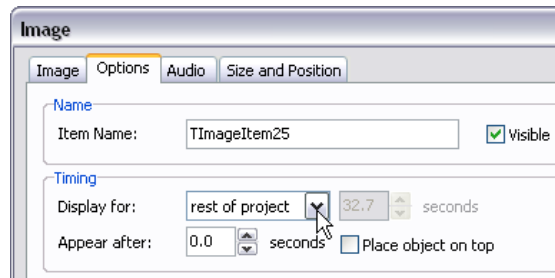 Image
Image Options Audio Size and Position
Name
Item Name: TImageItem25 Visible
Timing
Display for: rest of project 32.7 seconds
Appear after: 0.0 seconds Place object on top